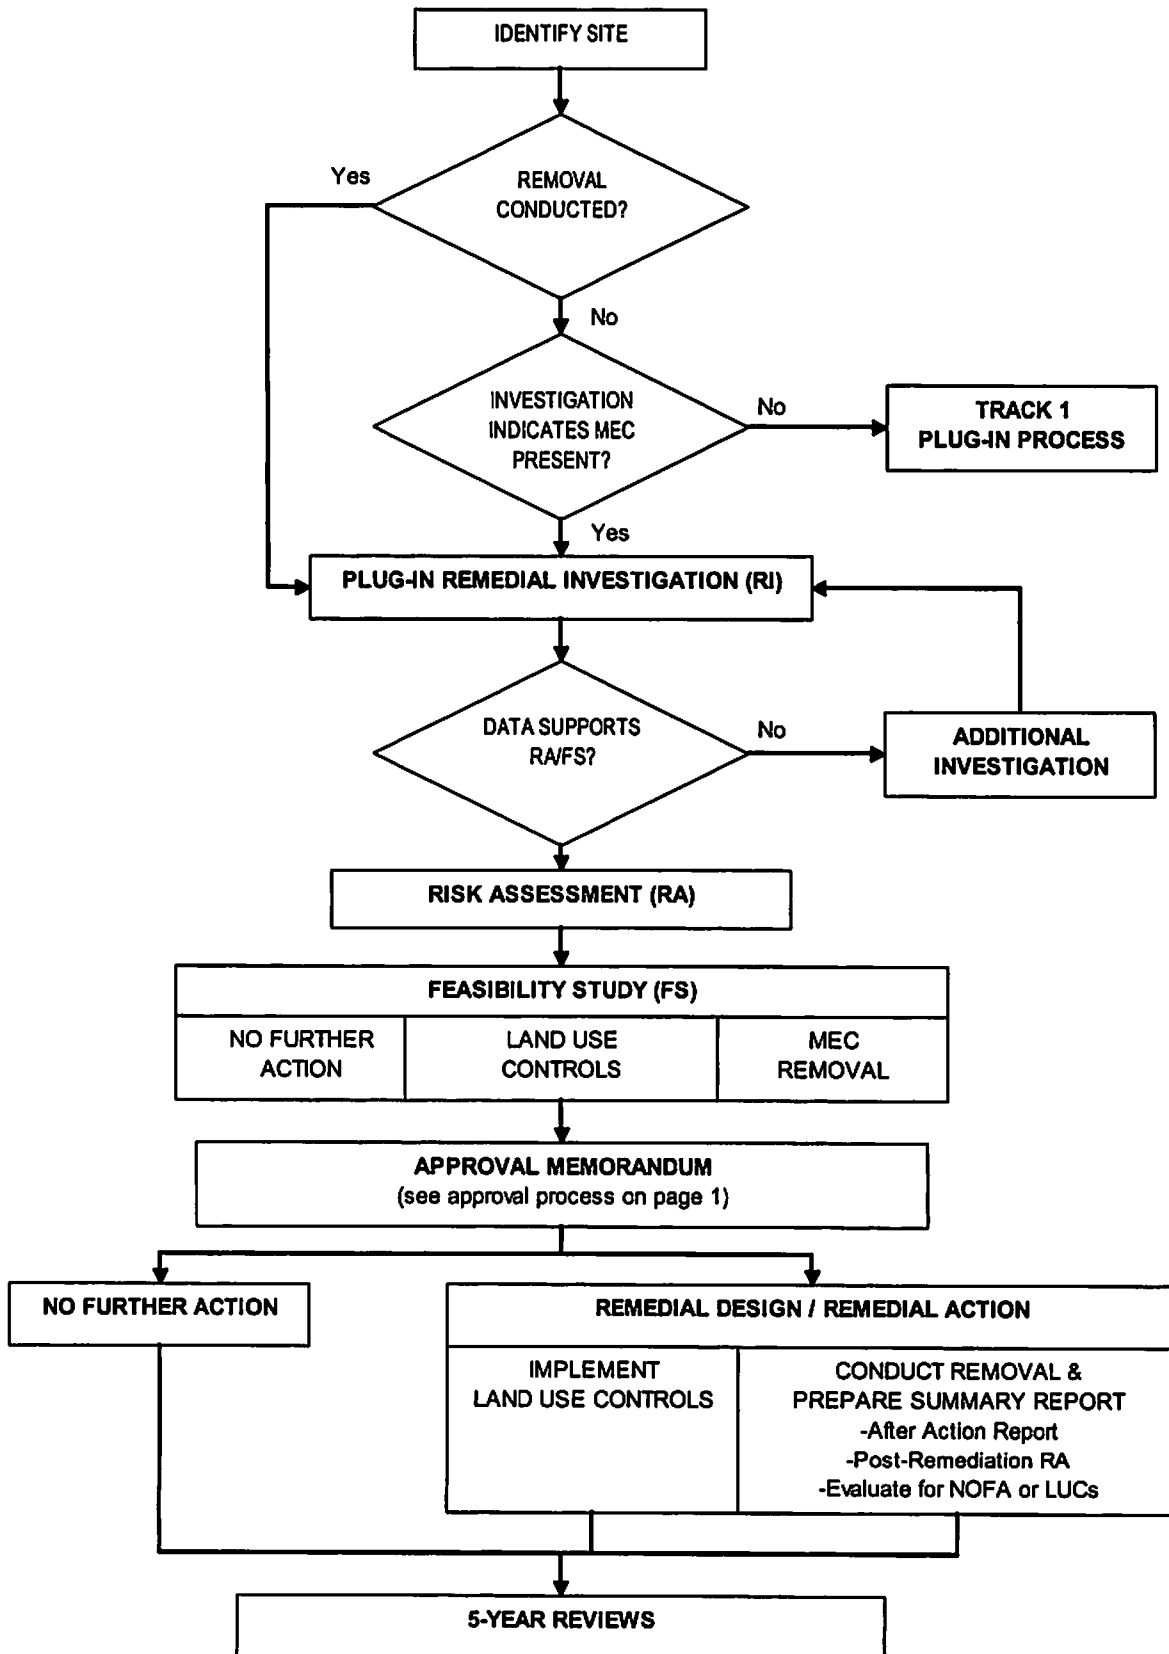 IDENTIFY SITE
Yes
REMOVAL
CONDUCTED?
No
INVESTIGATION
INDICATES MEC
PRESENT?
No
TRACK 1
PLUG-IN PROCESS
Yes
PLUG-IN REMEDIAL INVESTIGATION (RI)
DATA SUPPORTS
RA/FS?
No
ADDITIONAL
INVESTIGATION
RISK ASSESSMENT (RA)
FEASIBILITY STUDY (FS)
NO FURTHER
ACTION
LAND USE
CONTROLS
MEC
REMOVAL
APPROVAL MEMORANDUM
(see approval process on page 1)
NO FURTHER ACTION
REMEDIAL DESIGN / REMEDIAL ACTION
IMPLEMENT
LAND USE CONTROLS
CONDUCT REMOVAL &
PREPARE SUMMARY REPORT
-After Action Report
-Post-Remediation RA
-Evaluate for NOFA or LUCs
5-YEAR REVIEWS